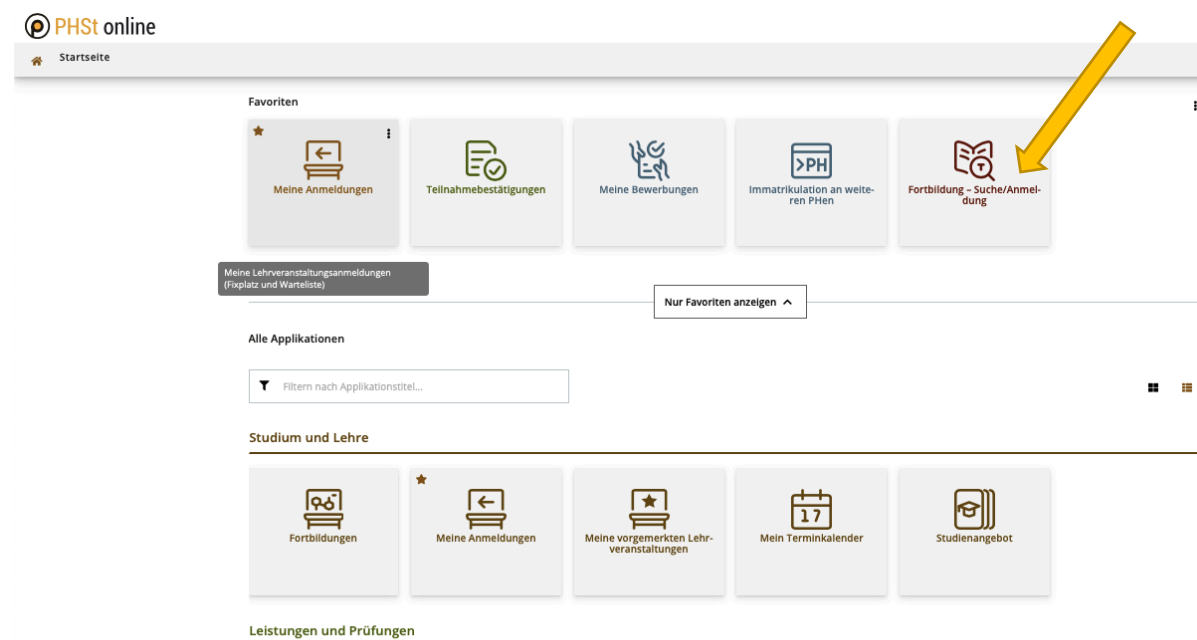 PHSt online
Startseite
Favoriten
Meine Anmeldungen
Teilnahmebestätigungen
Meine Bewerbungen
>PH
Immatrikulation an weite-
ren PHen
T
Fortbildung – Suche/Anmel-
dung
Meine Lehrveranstaltungsanmeldungen
(Fixplatz und Warteliste)
Nur Favoriten anzeigen
Alle Applikationen
Filtern nach Applikationstitel...
Studium und Lehre
Fortbildungen
Meine Anmeldungen
Meine vorgemerkten Lehr-
veranstaltungen
17
Mein Terminkalender
Studienangebot
Leistungen und Prüfungen